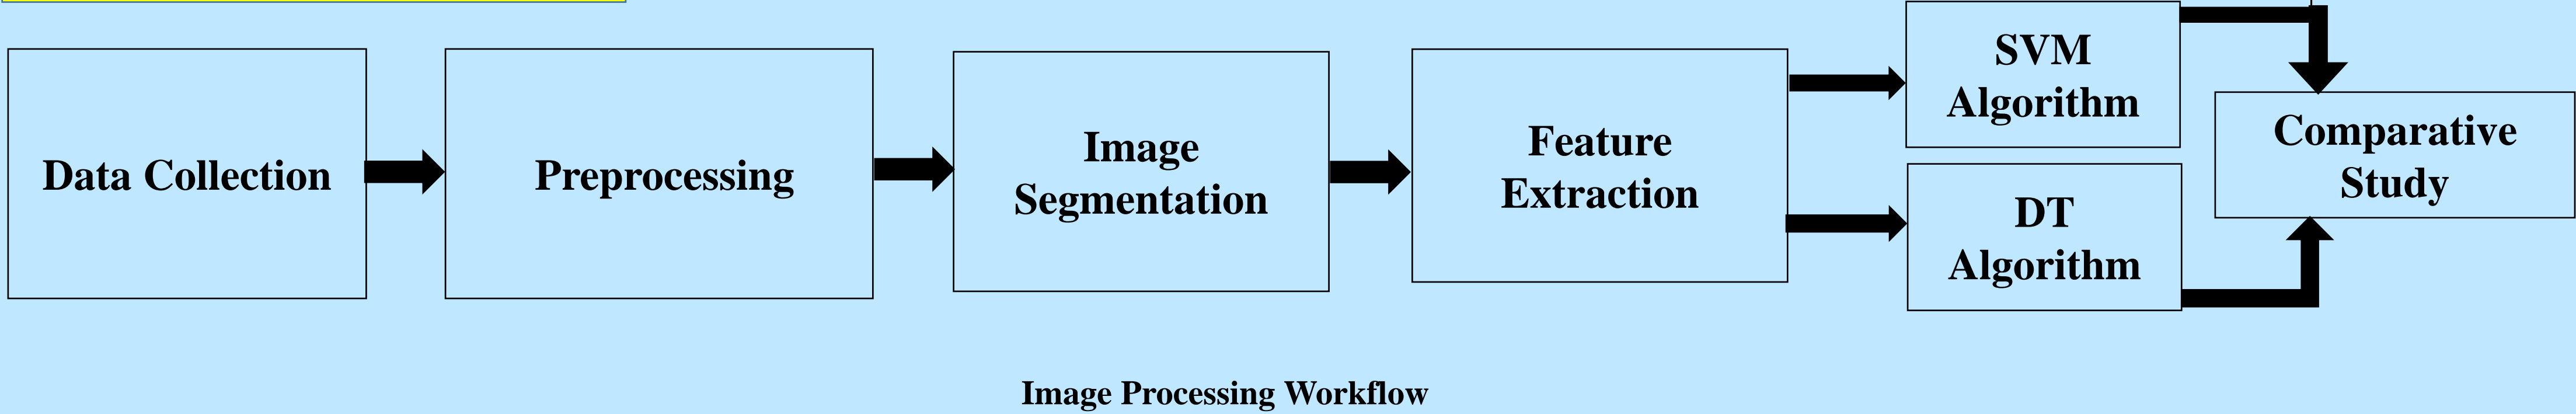 Data Collection
Preprocessing
Image
Segmentation
Feature
Extraction
SVM
Algorithm
DT
Algorithm
Comparative
Study
Image Processing Workflow